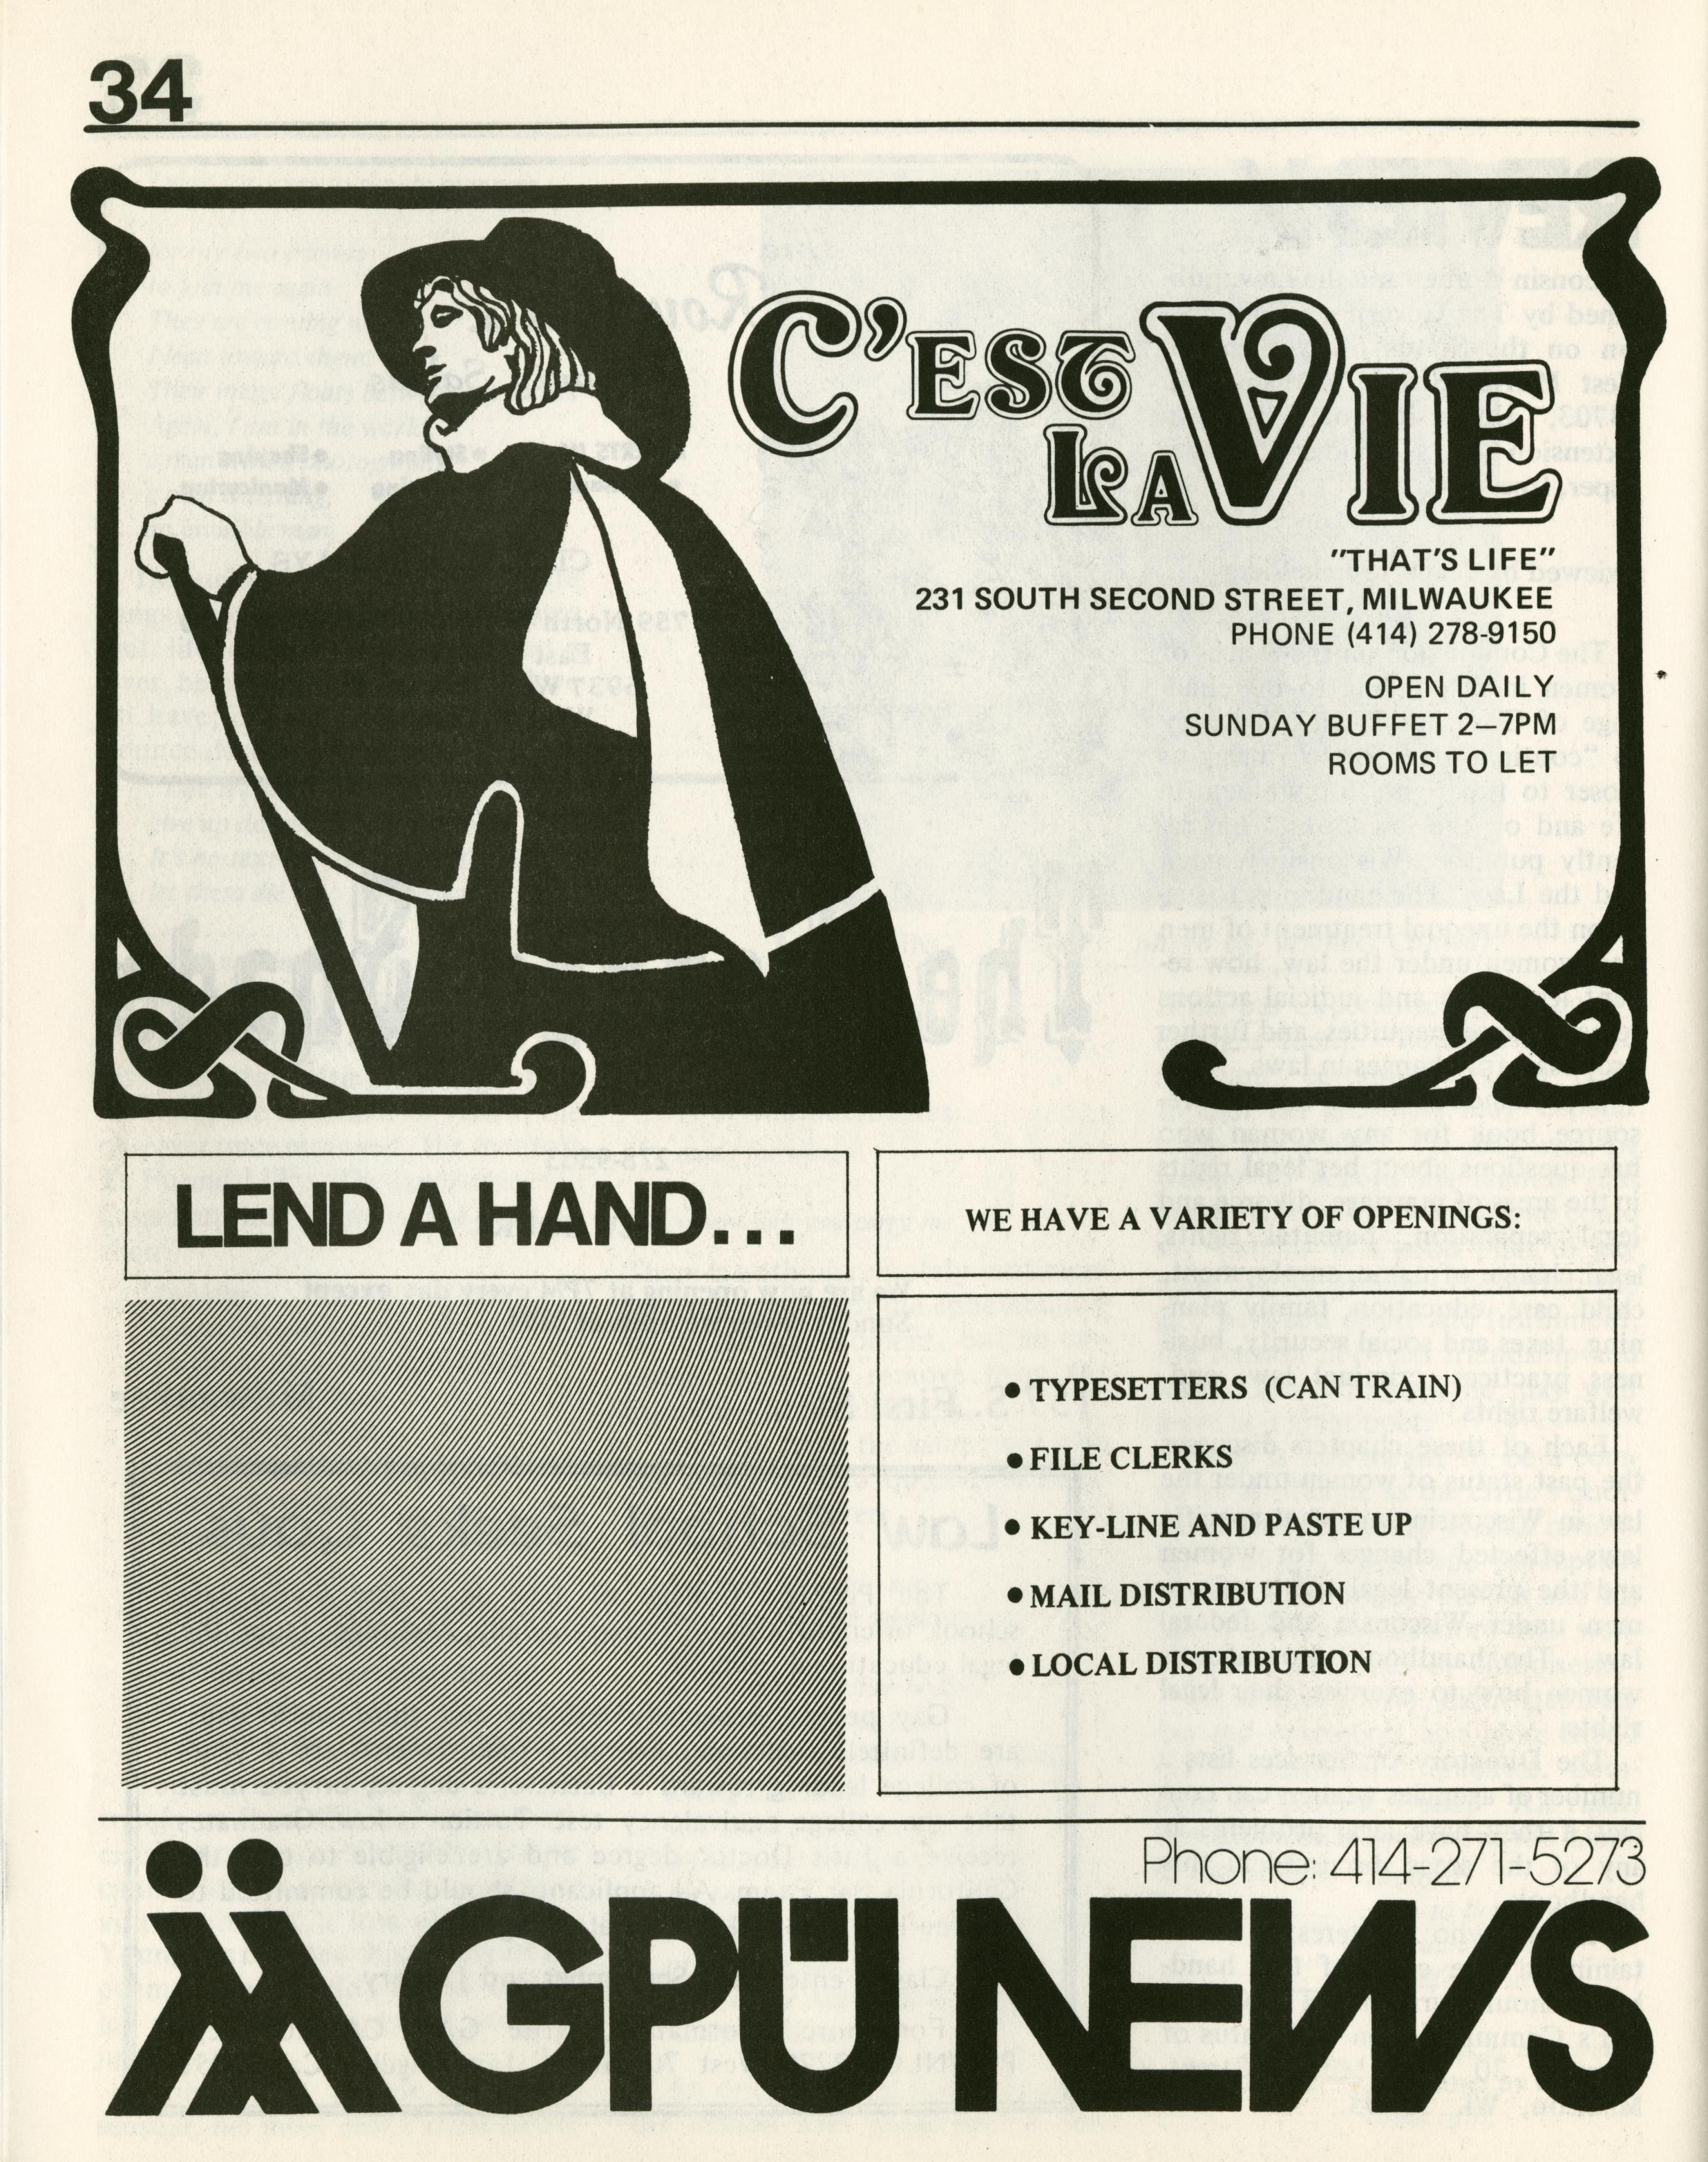 34
C'EST
LA VIE
"THAT'S LIFE"
231 SOUTH SECOND STREET, MILWAUKEE
PHONE (414) 278-9150
OPEN DAILY
SUNDAY BUFFET 2–7PM
ROOMS TO LET
LEND A HAND...
WE HAVE A VARIETY OF OPENINGS:
• TYPESETTERS (CAN TRAIN)
• FILE CLERKS
• KEY-LINE AND PASTE UP
• MAIL DISTRIBUTION
• LOCAL DISTRIBUTION
Phone: 414-271-5273
GPU NEWS